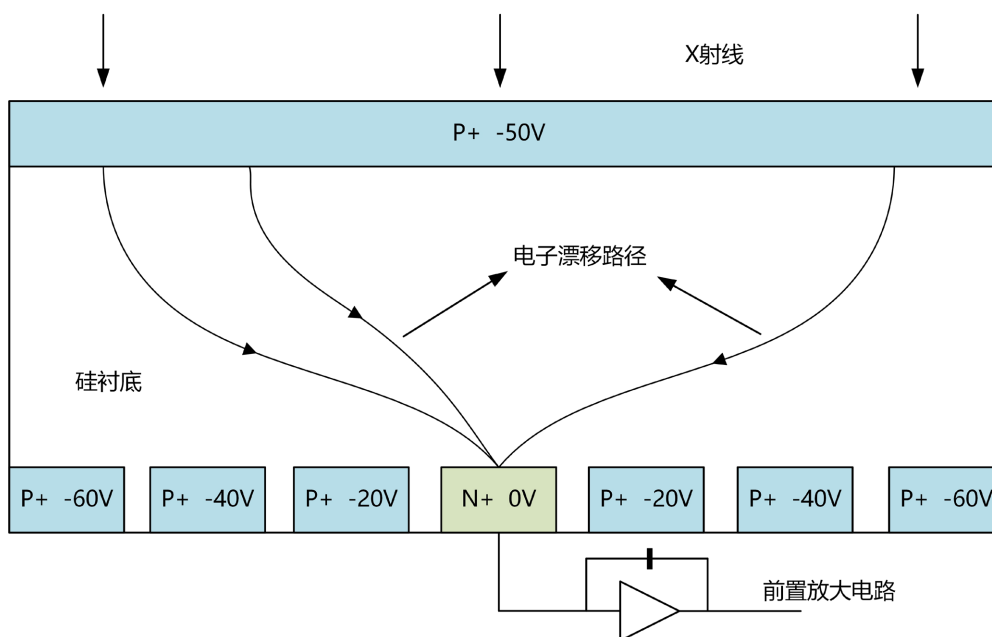 X射线
P+ -50V
电子漂移路径
硅衬底
P+ -60V
P+ -40V
P+ -20V
N+ 0V
P+ -20V
P+ -40V
P+ -60V
前置放大电路